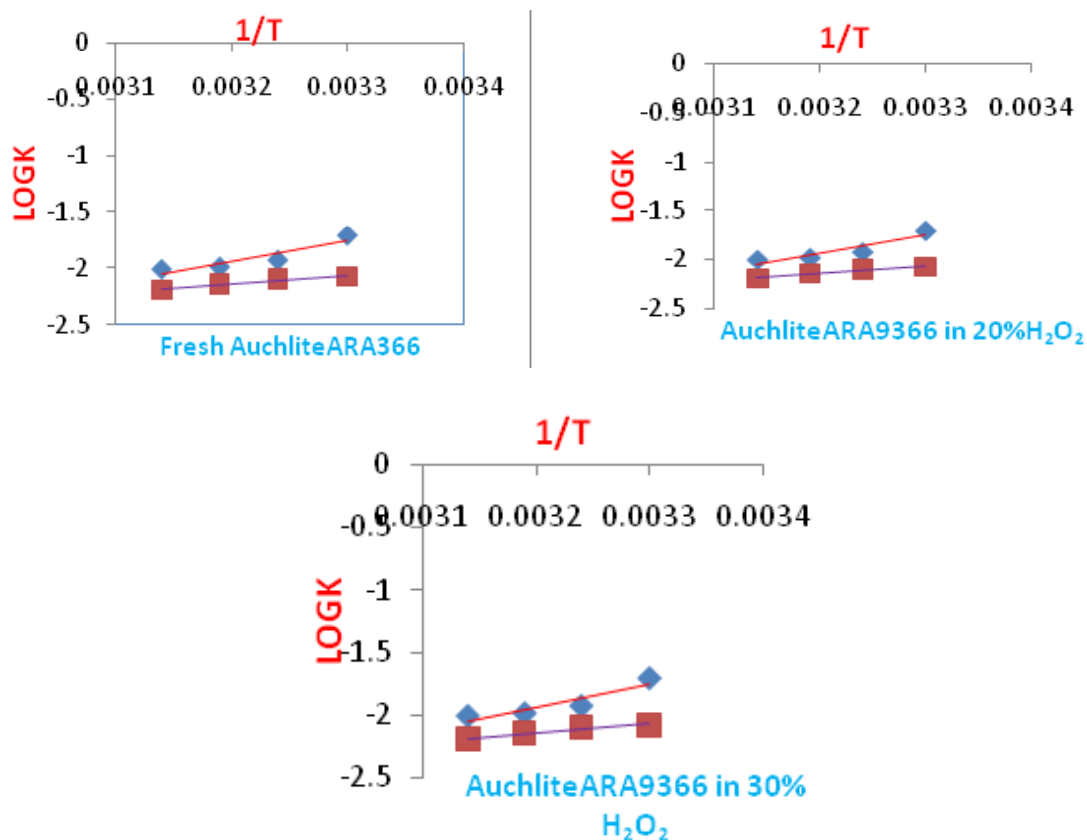 1/T
0
0.0031 0.0032 0.0033 0.0034
-0.5
-1
-1.5
-2
-2.5
LOGK
Fresh AuchliteARA366
1/T
0
0.0031 0.0032 0.0033 0.0034
-0.5
-1
-1.5
-2
-2.5
LOGK
AuchliteARA9366 in 20%H₂O₂
1/T
0
0.0031 0.0032 0.0033 0.0034
-0.5
-1
-1.5
-2
-2.5
LOGK
AuchliteARA9366 in 30%
H₂O₂